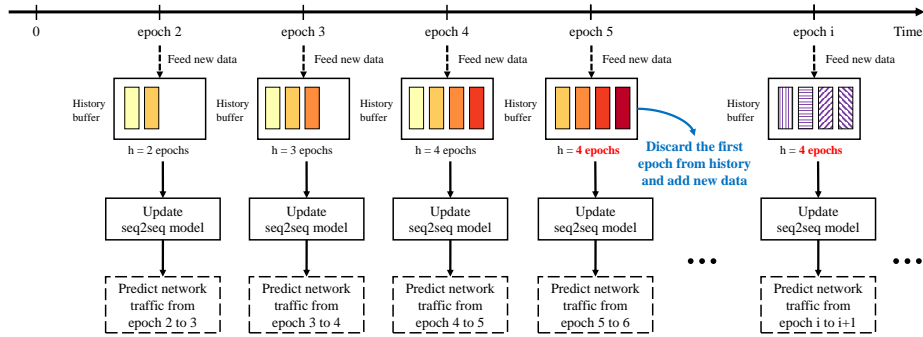 0
epoch 2
epoch 3
epoch 4
epoch 5
epoch i
Time
Feed new data
Feed new data
Feed new data
Feed new data
Feed new data
History
buffer
History
buffer
History
buffer
History
buffer
History
buffer
h = 2 epochs
h = 3 epochs
h = 4 epochs
h = 4 epochs
h = 4 epochs
Discard the first
epoch from history
and add new data
Update
seq2seq model
Update
seq2seq model
Update
seq2seq model
Update
seq2seq model
Update
seq2seq model
Predict network
traffic from
epoch 2 to 3
Predict network
traffic from
epoch 3 to 4
Predict network
traffic from
epoch 4 to 5
Predict network
traffic from
epoch 5 to 6
Predict network
traffic from
epoch i to i+1